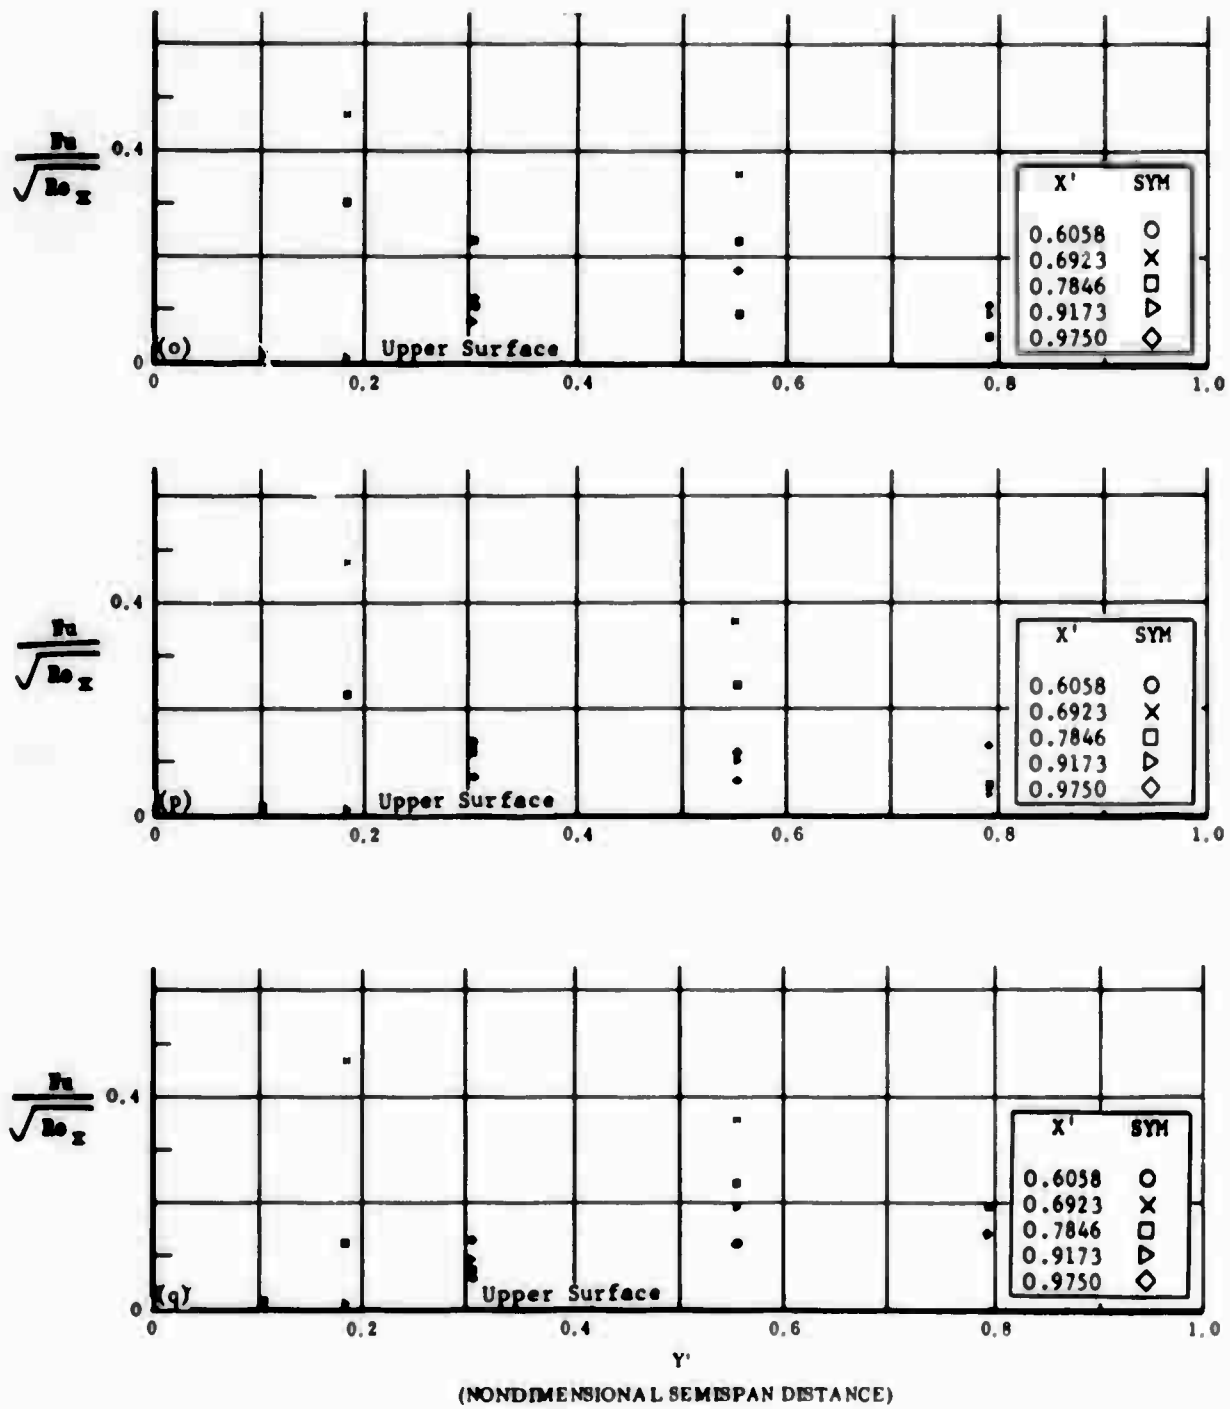 Nu
√Re x
0.4
0
(o)
Upper Surface
X' SYM
0.6058 ○
0.6923 ×
0.7846 □
0.9173 ▷
0.9750 ◇
0 0.2 0.4 0.6 0.8 1.0
Nu
√Re x
0.4
0
(p)
Upper Surface
X' SYM
0.6058 ○
0.6923 ×
0.7846 □
0.9173 ▷
0.9750 ◇
0 0.2 0.4 0.6 0.8 1.0
Nu
√Re x
0.4
0
(q)
Upper Surface
X' SYM
0.6058 ○
0.6923 ×
0.7846 □
0.9173 ▷
0.9750 ◇
0 0.2 0.4 0.6 0.8 1.0
Y'
(NONDIMENSIONAL SEMISPAN DISTANCE)